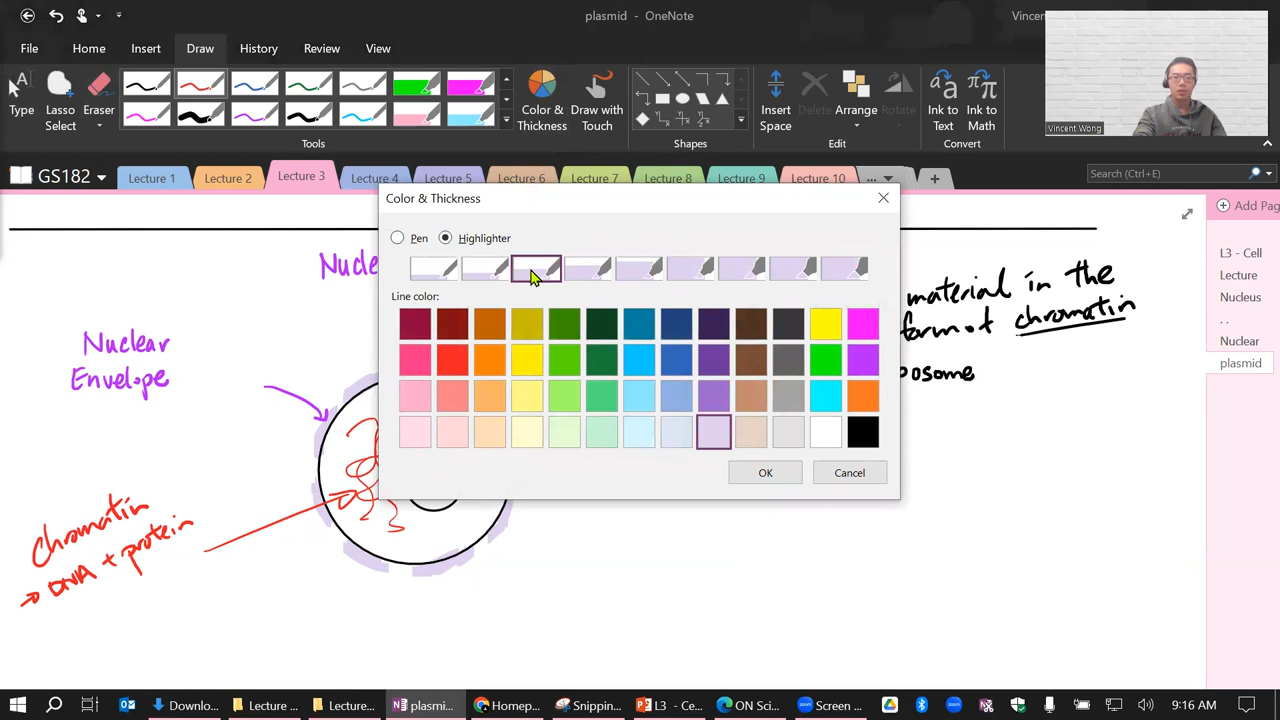 plasmid - OneNote
Vincen
File Home Insert Draw History Review View
Type
Lasso
Select
Eraser
Color &
Draw with
Touch
Insert
Space
Delete
Arrange
Rotate
Ink to
Text
Ink to
Math
Tools
Shapes
Edit
Convert
Vincent Wong
GS182
Lecture 1
Lecture 2
Lecture 3
Lecture 4
Lecture 5
Lecture 6
Lecture 7
Lecture 8
Lecture 9
Lecture 10
...
Search (Ctrl+E)
Add Pag
L3 - Cell
Lecture
Nucleus
. .
Nuclear
plasmid
Color & Thickness
Pen
Highlighter
Line color:
OK
Cancel
Nucle
Nuclear
Envelope
material in the
form of chromatin
osome
chromatin
→ DNA + protein
Downlo...
Lecture ...
Lecture...
plasmi...
Homep...
Snippin...
L3 - Ce...
ON Sci...
Screen ...
9:16 AM